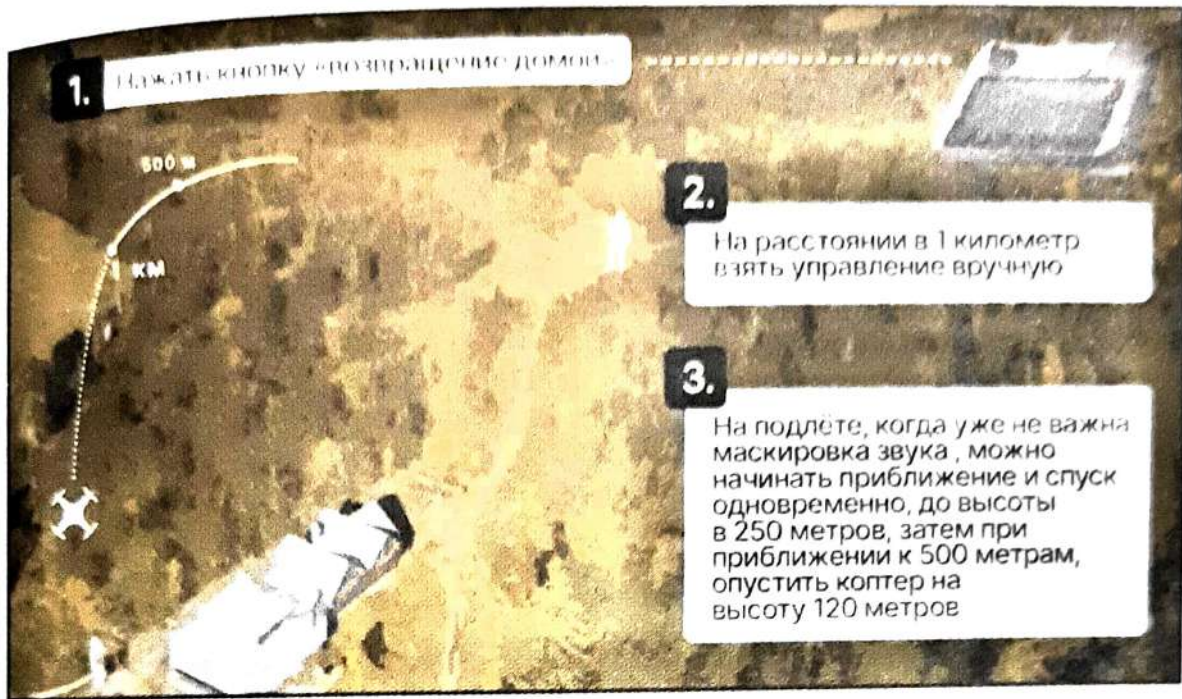 1.
Нажать кнопку «возвращение домой»
500 м
1 КМ
2.
На расстоянии в 1 километр
взять управление вручную
3.
На подлёте, когда уже не важна
маскировка звука , можно
начинать приближение и спуск
одновременно, до высоты
в 250 метров, затем при
приближении к 500 метрам,
опустить коптер на
высоту 120 метров